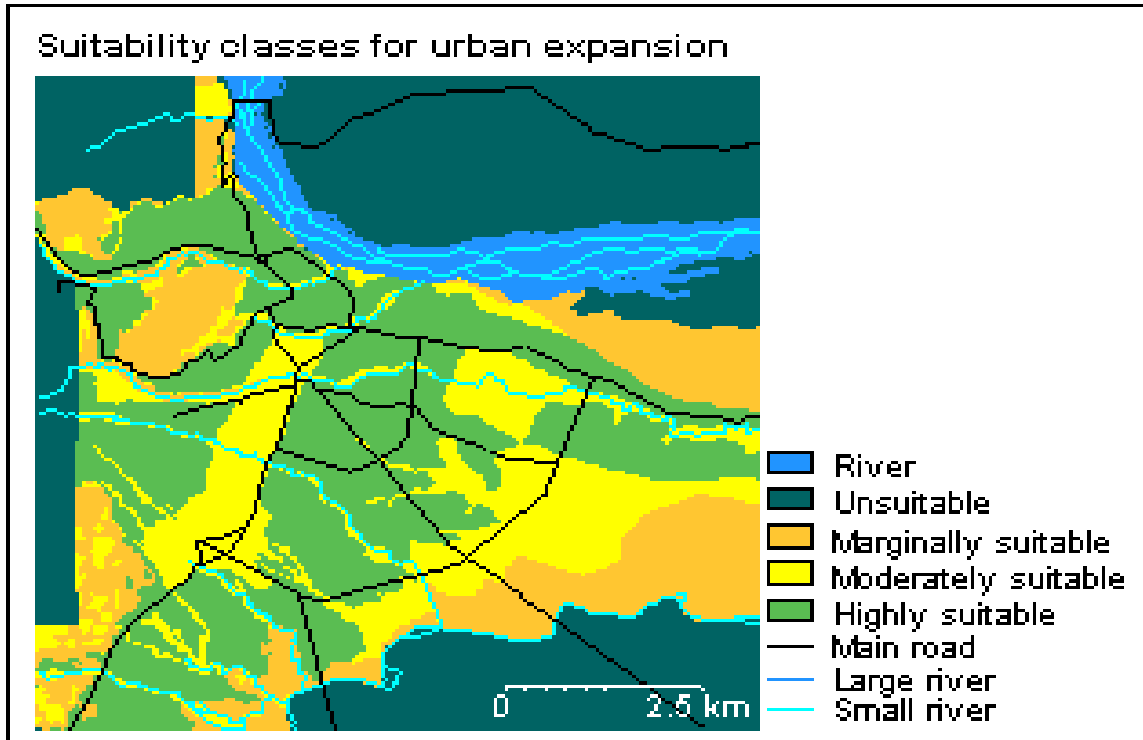 Suitability classes for urban expansion
River
Unsuitable
Marginally suitable
Moderately suitable
Highly suitable
Main road
Large river
Small river
0 2.5 km